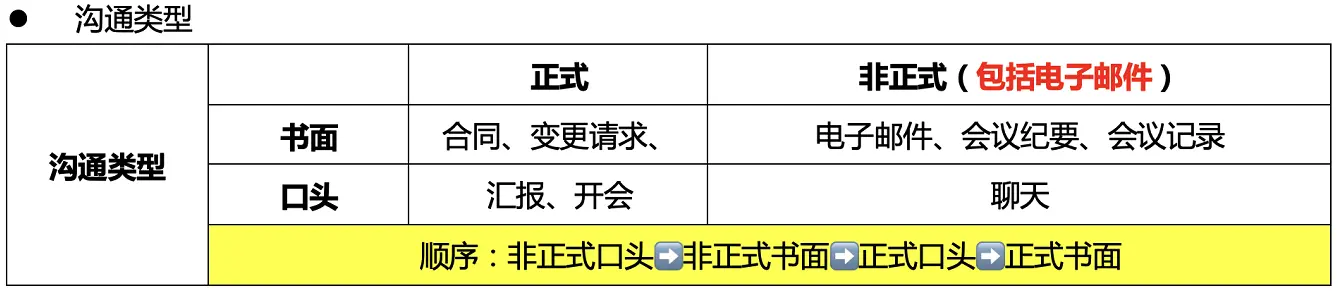 ● 沟通类型
正式 非正式（包括电子邮件）
书面 合同、变更请求、 电子邮件、会议纪要、会议记录
沟通类型
口头 汇报、开会 聊天
顺序：非正式口头➡非正式书面➡正式口头➡正式书面